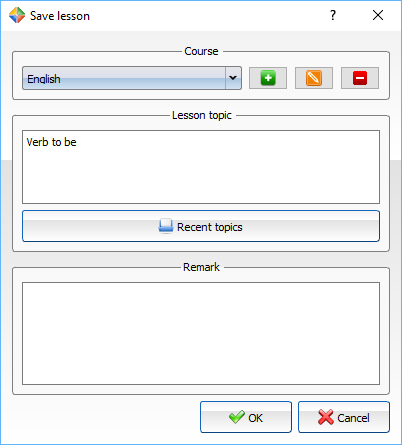 Save lesson
?
Course
English
Lesson topic
Verb to be
Recent topics
Remark
OK
Cancel